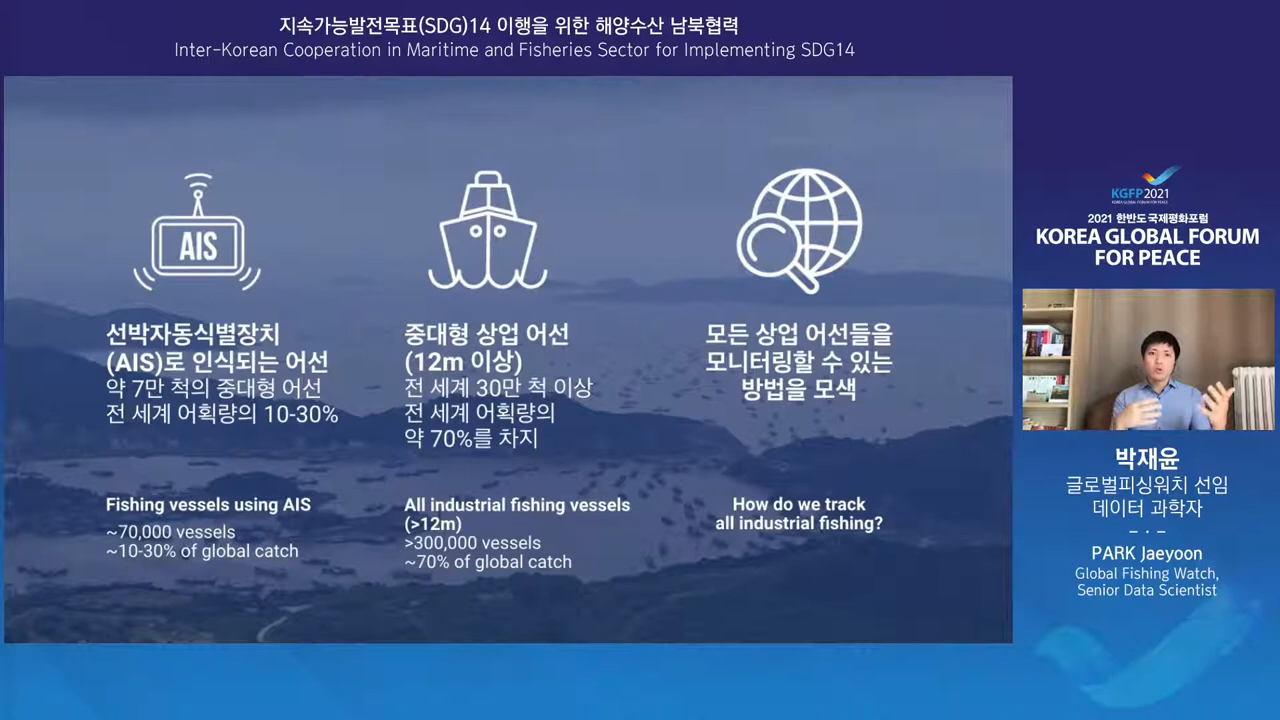 지속가능발전목표(SDG)14 이행을 위한 해양수산 남북협력
Inter-Korean Cooperation in Maritime and Fisheries Sector for Implementing SDG14
AIS
선박자동식별장치
(AIS)로 인식되는 어선
약 7만 척의 중대형 어선
전 세계 어획량의 10-30%
중대형 상업 어선
(12m 이상)
전 세계 30만 척 이상
전 세계 어획량의
약 70%를 차지
모든 상업 어선들을
모니터링할 수 있는
방법을 모색
Fishing vessels using AIS
~70,000 vessels
~10-30% of global catch
All industrial fishing vessels
(>12m)
>300,000 vessels
~70% of global catch
How do we track
all industrial fishing?
KGFP2021
KOREA GLOBAL FORUM FOR PEACE
2021 한반도국제평화포럼
KOREA GLOBAL FORUM
FOR PEACE
박재윤
글로벌피싱워치 선임
데이터 과학자
PARK Jaeyoon
Global Fishing Watch,
Senior Data Scientist